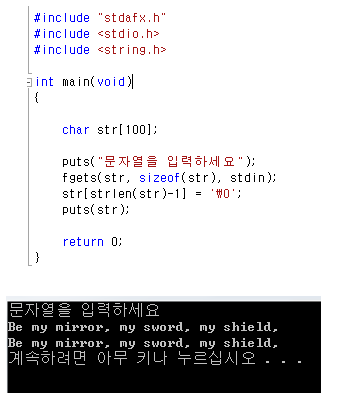 #include "stdafx.h"
#include <stdio.h>
#include <string.h>
int main(void)
{
char str[100];
puts("문자열을 입력하세요");
fgets(str, sizeof(str), stdin);
str[strlen(str)-1] = '₩0';
puts(str);
return 0;
}
문자열을 입력하세요
Be my mirror, my sword, my shield,
Be my mirror, my sword, my shield,
계속하려면 아무 키나 누르십시오 . . .